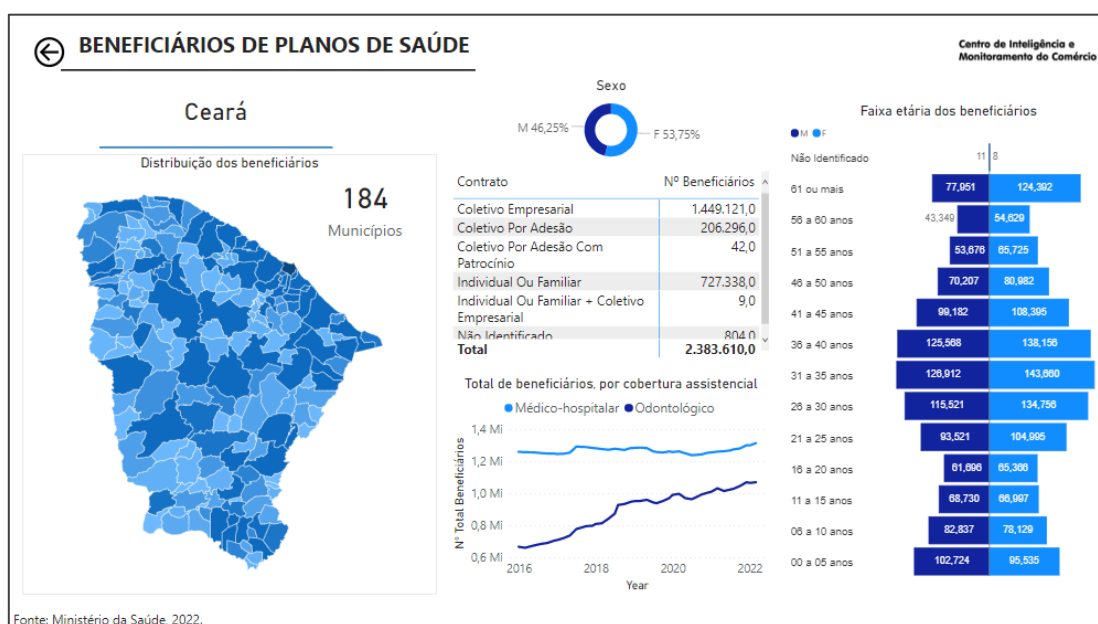 BENEFICIÁRIOS DE PLANOS DE SAÚDE
Centro de Inteligência e
Monitoramento do Comércio
Ceará
Distribuição dos beneficiários
184
Municípios
Sexo
M 46,25%
F 53,75%
Contrato Nº Beneficiários
Coletivo Empresarial 1.449.121,0
Coletivo Por Adesão 206.296,0
Coletivo Por Adesão Com 42,0
Patrocínio
Individual Ou Familiar 727.338,0
Individual Ou Familiar + Coletivo 9,0
Empresarial
Não Identificado 804,0
Total 2.383.610,0
Total de beneficiários, por cobertura assistencial
Médico-hospitalar Odontológico
Nº Total Beneficiários
1,4 Mi
1,2 Mi
1,0 Mi
0,8 Mi
0,6 Mi
2016 2018 2020 2022
Year
Faixa etária dos beneficiários
M F
Não Identificado 11 8
61 ou mais 77,951 124,392
56 a 60 anos 43,349 54,629
51 a 55 anos 53,676 65,725
46 a 50 anos 70,207 80,982
41 a 45 anos 99,182 108,395
36 a 40 anos 125,568 138,156
31 a 35 anos 126,912 143,660
26 a 30 anos 115,521 134,756
21 a 25 anos 93,521 104,995
16 a 20 anos 61,696 65,366
11 a 15 anos 68,730 66,997
06 a 10 anos 82,837 78,129
00 a 05 anos 102,724 95,535
Fonte: Ministério da Saúde, 2022.